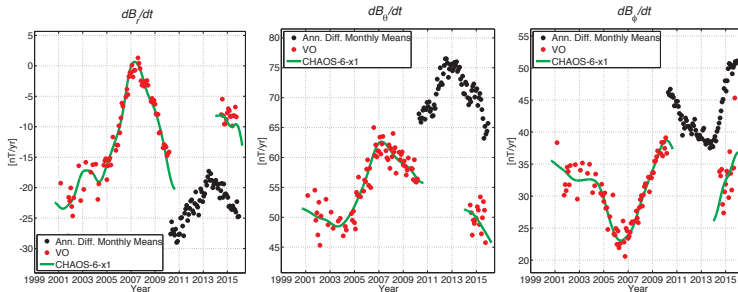 dB_r/dt
5
0
-5
-10
-15
-20
-25
-30
[nT/yr]
Ann. Diff. Monthly Means
VO
CHAOS-6-x1
1999 2001 2003 2005 2007 2009 2011 2013 2015
Year
dB_θ/dt
80
75
70
65
60
55
50
45
[nT/yr]
Ann. Diff. Monthly Means
VO
CHAOS-6-x1
1999 2001 2003 2005 2007 2009 2011 2013 2015
Year
dB_ϕ/dt
55
50
45
40
35
30
25
20
[nT/yr]
Ann. Diff. Monthly Means
VO
CHAOS-6-x1
1999 2001 2003 2005 2007 2009 2011 2013 2015
Year